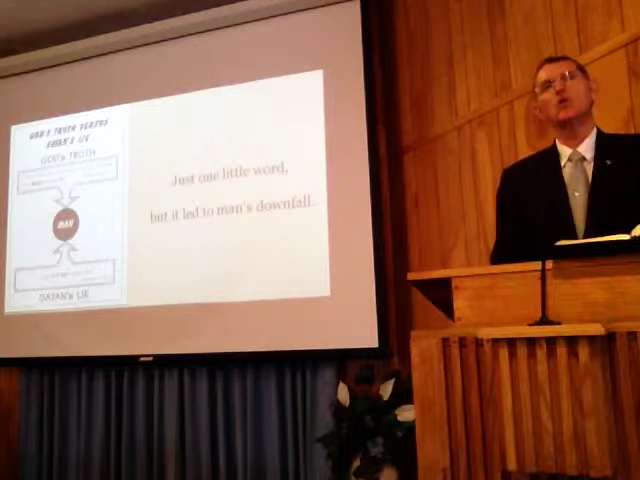 GOD'S TRUTH VERSUS
SATAN'S LIE
GOD'S TRUTH
MAN
SATAN'S LIE
Just one little word,
but it led to man's downfall.